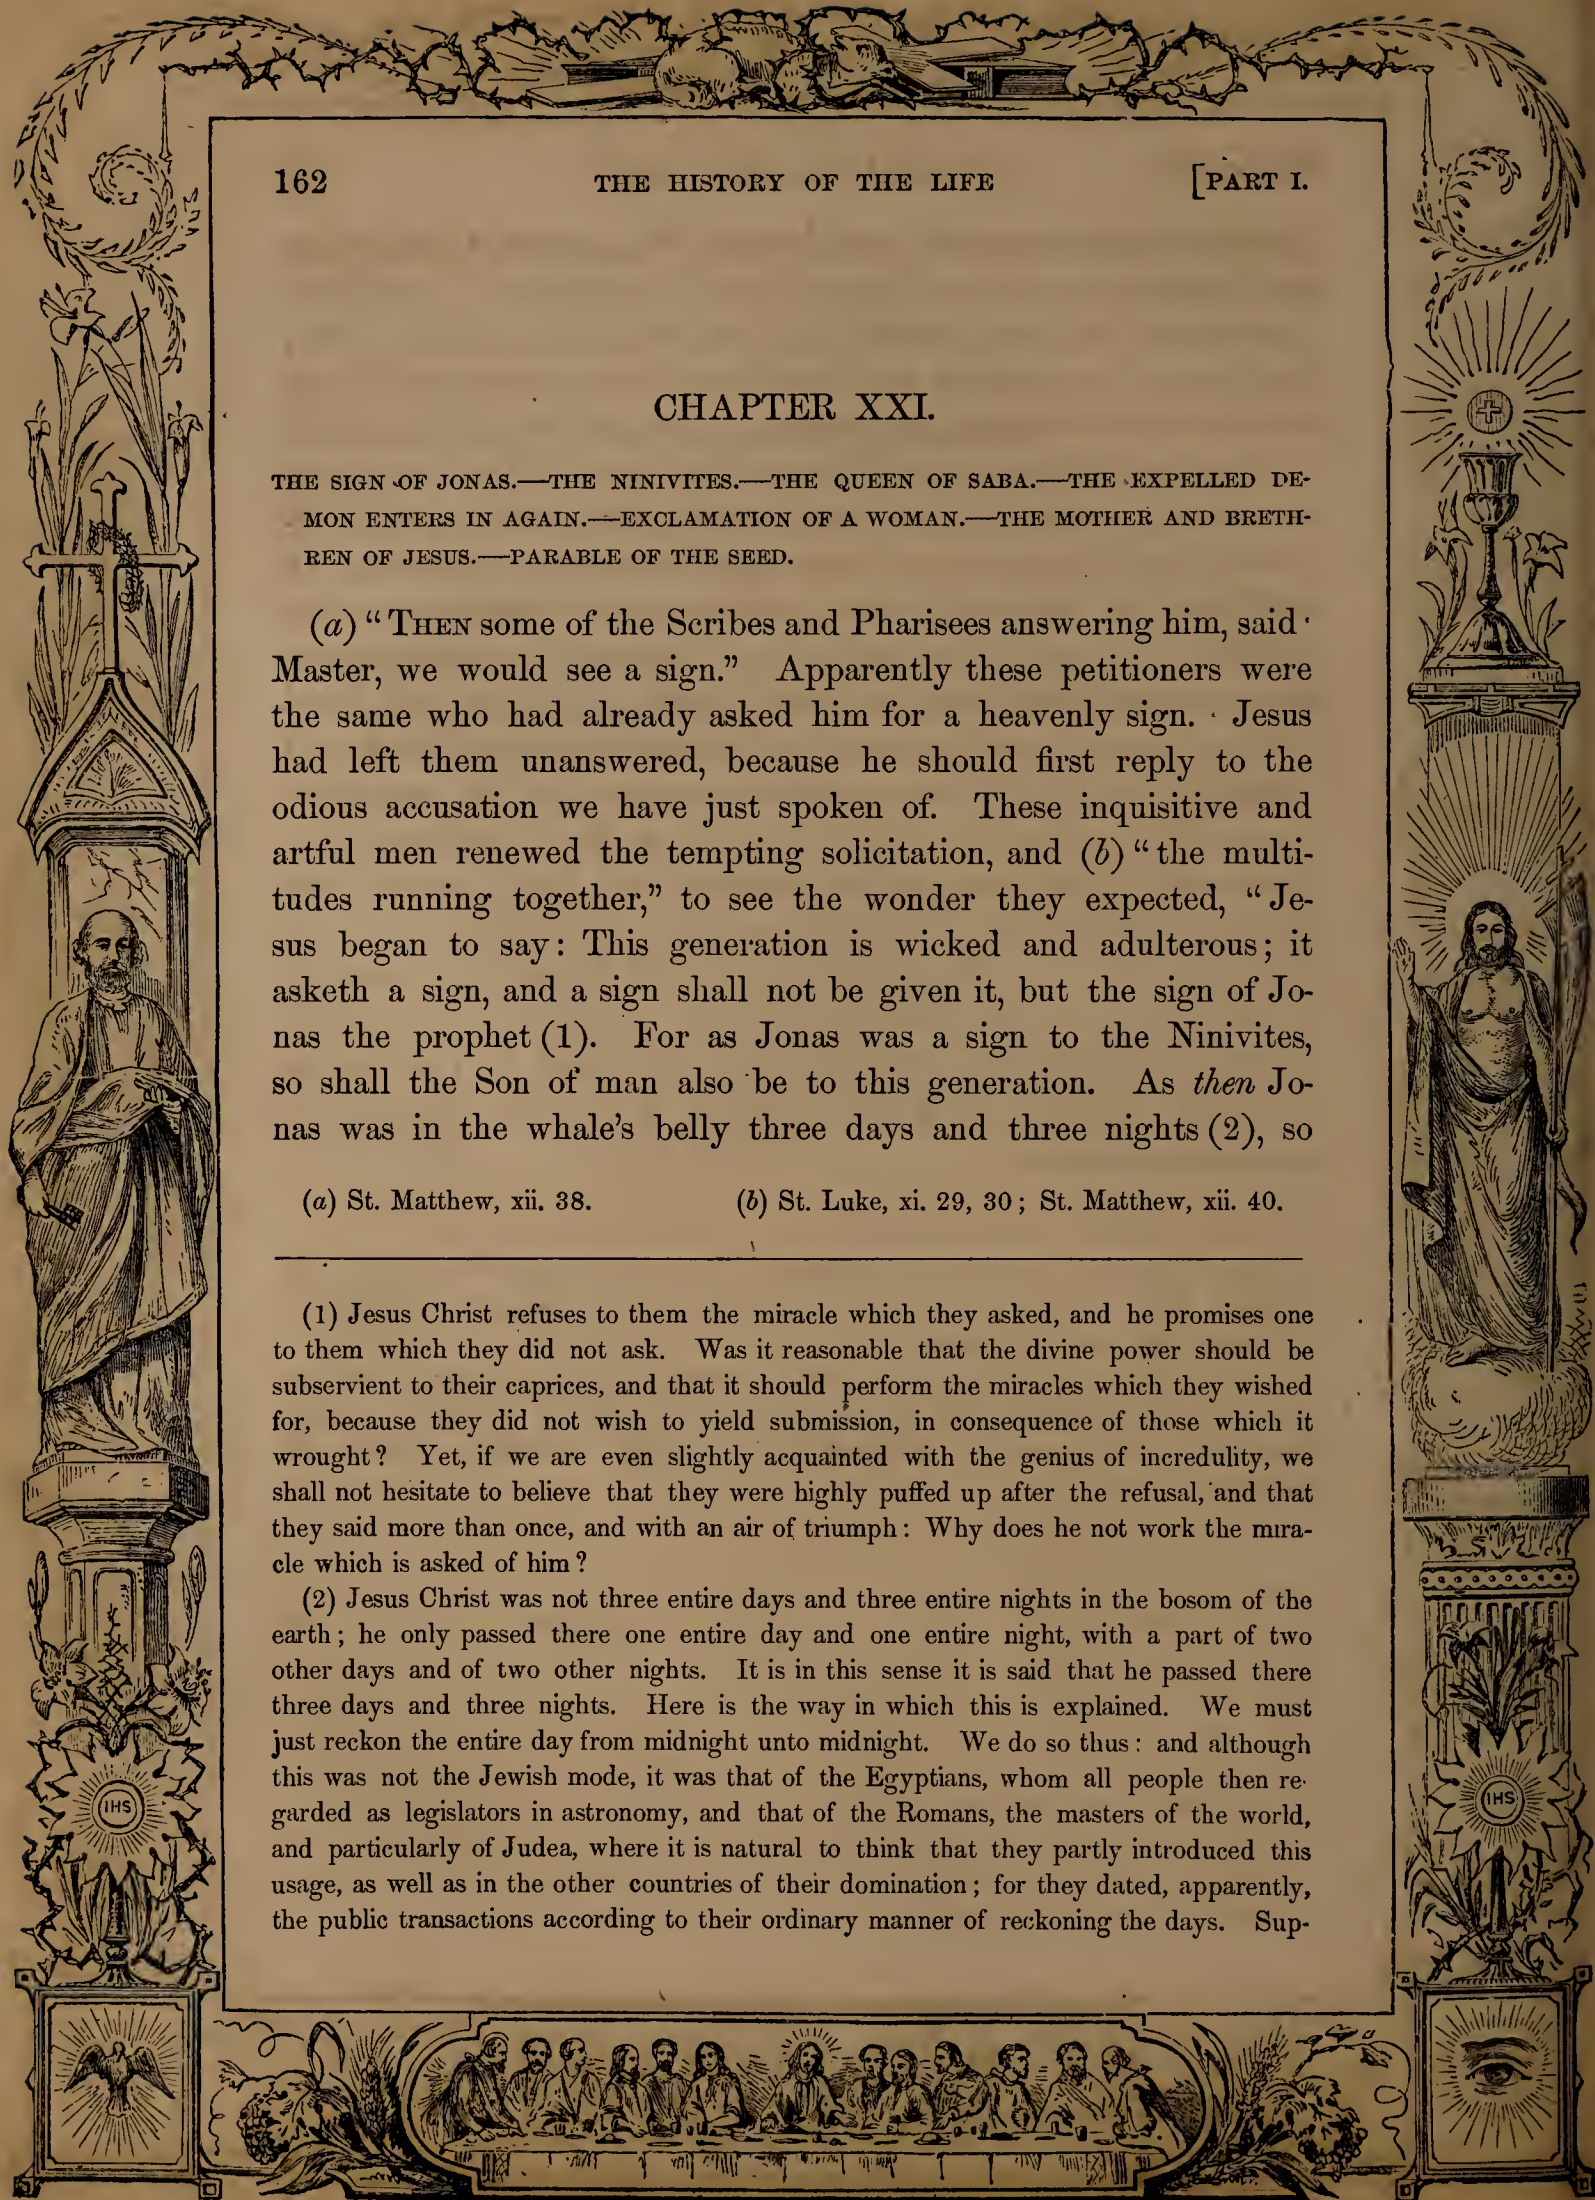 162 THE HISTORY OF THE LIFE [PART I.
CHAPTER XXI.
THE SIGN OF JONAS.—THE NINIVITES.—THE QUEEN OF SABA.—THE EXPELLED DE-
MON ENTERS IN AGAIN.—EXCLAMATION OF A WOMAN.—THE MOTHER AND BRETH-
REN OF JESUS.—PARABLE OF THE SEED.
(a) “THEN some of the Scribes and Pharisees answering him, said·
Master, we would see a sign.” Apparently these petitioners were
the same who had already asked him for a heavenly sign. Jesus
had left them unanswered, because he should first reply to the
odious accusation we have just spoken of. These inquisitive and
artful men renewed the tempting solicitation, and (b) “the multi-
tudes running together,” to see the wonder they expected, “Je-
sus began to say: This generation is wicked and adulterous; it
asketh a sign, and a sign shall not be given it, but the sign of Jo-
nas the prophet (1). For as Jonas was a sign to the Ninivites,
so shall the Son of man also be to this generation. As then Jo-
nas was in the whale’s belly three days and three nights (2), so
(a) St. Matthew, xii. 38. (b) St. Luke, xi. 29, 30; St. Matthew, xii. 40.
(1) Jesus Christ refuses to them the miracle which they asked, and he promises one
to them which they did not ask. Was it reasonable that the divine power should be
subservient to their caprices, and that it should perform the miracles which they wished
for, because they did not wish to yield submission, in consequence of those which it
wrought? Yet, if we are even slightly acquainted with the genius of incredulity, we
shall not hesitate to believe that they were highly puffed up after the refusal, and that
they said more than once, and with an air of triumph: Why does he not work the mira-
cle which is asked of him?
(2) Jesus Christ was not three entire days and three entire nights in the bosom of the
earth; he only passed there one entire day and one entire night, with a part of two
other days and of two other nights. It is in this sense it is said that he passed there
three days and three nights. Here is the way in which this is explained. We must
just reckon the entire day from midnight unto midnight. We do so thus: and although
this was not the Jewish mode, it was that of the Egyptians, whom all people then re-
garded as legislators in astronomy, and that of the Romans, the masters of the world,
and particularly of Judea, where it is natural to think that they partly introduced this
usage, as well as in the other countries of their domination; for they dated, apparently,
the public transactions according to their ordinary manner of reckoning the days. Sup-
IHS
IHS